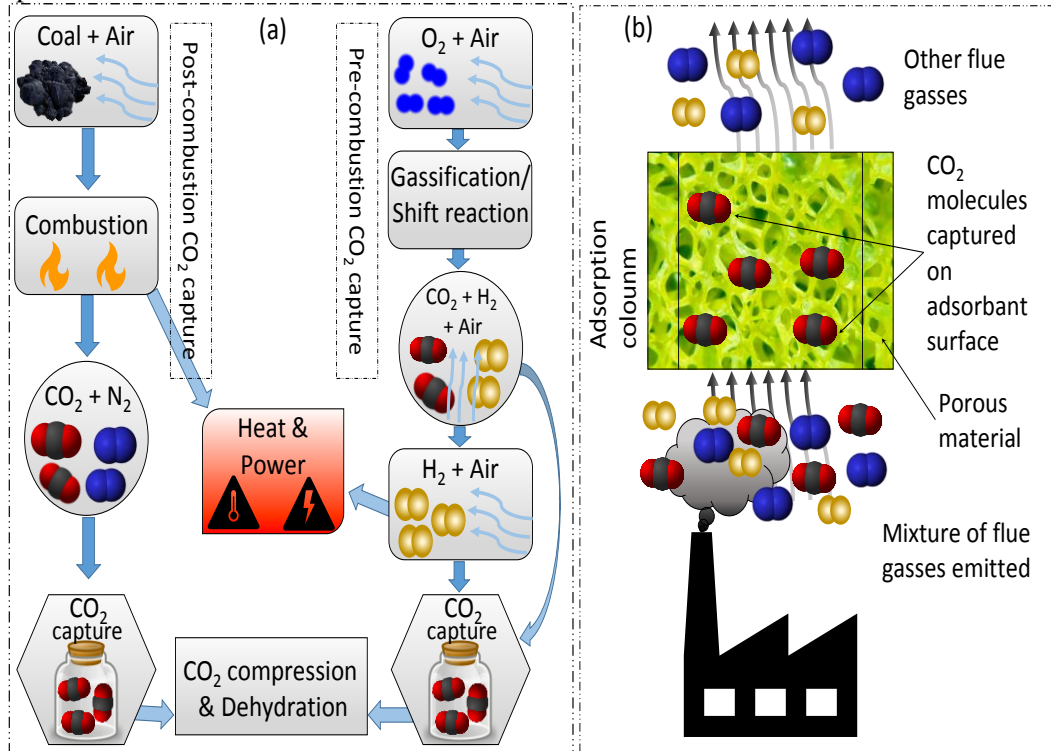 (a)
Coal + Air
Post-combustion CO₂ capture
Combustion
CO₂ + N₂
CO₂
capture
Pre-combustion CO₂ capture
O₂ + Air
Gassification/
Shift reaction
CO₂ + H₂
+ Air
Heat &
Power
H₂ + Air
CO₂
capture
CO₂ compression
& Dehydration
(b)
Other flue
gasses
Adsorption
coloumn
CO₂
molecules
captured
on
adsorbant
surface
Porous
material
Mixture of flue
gasses emitted